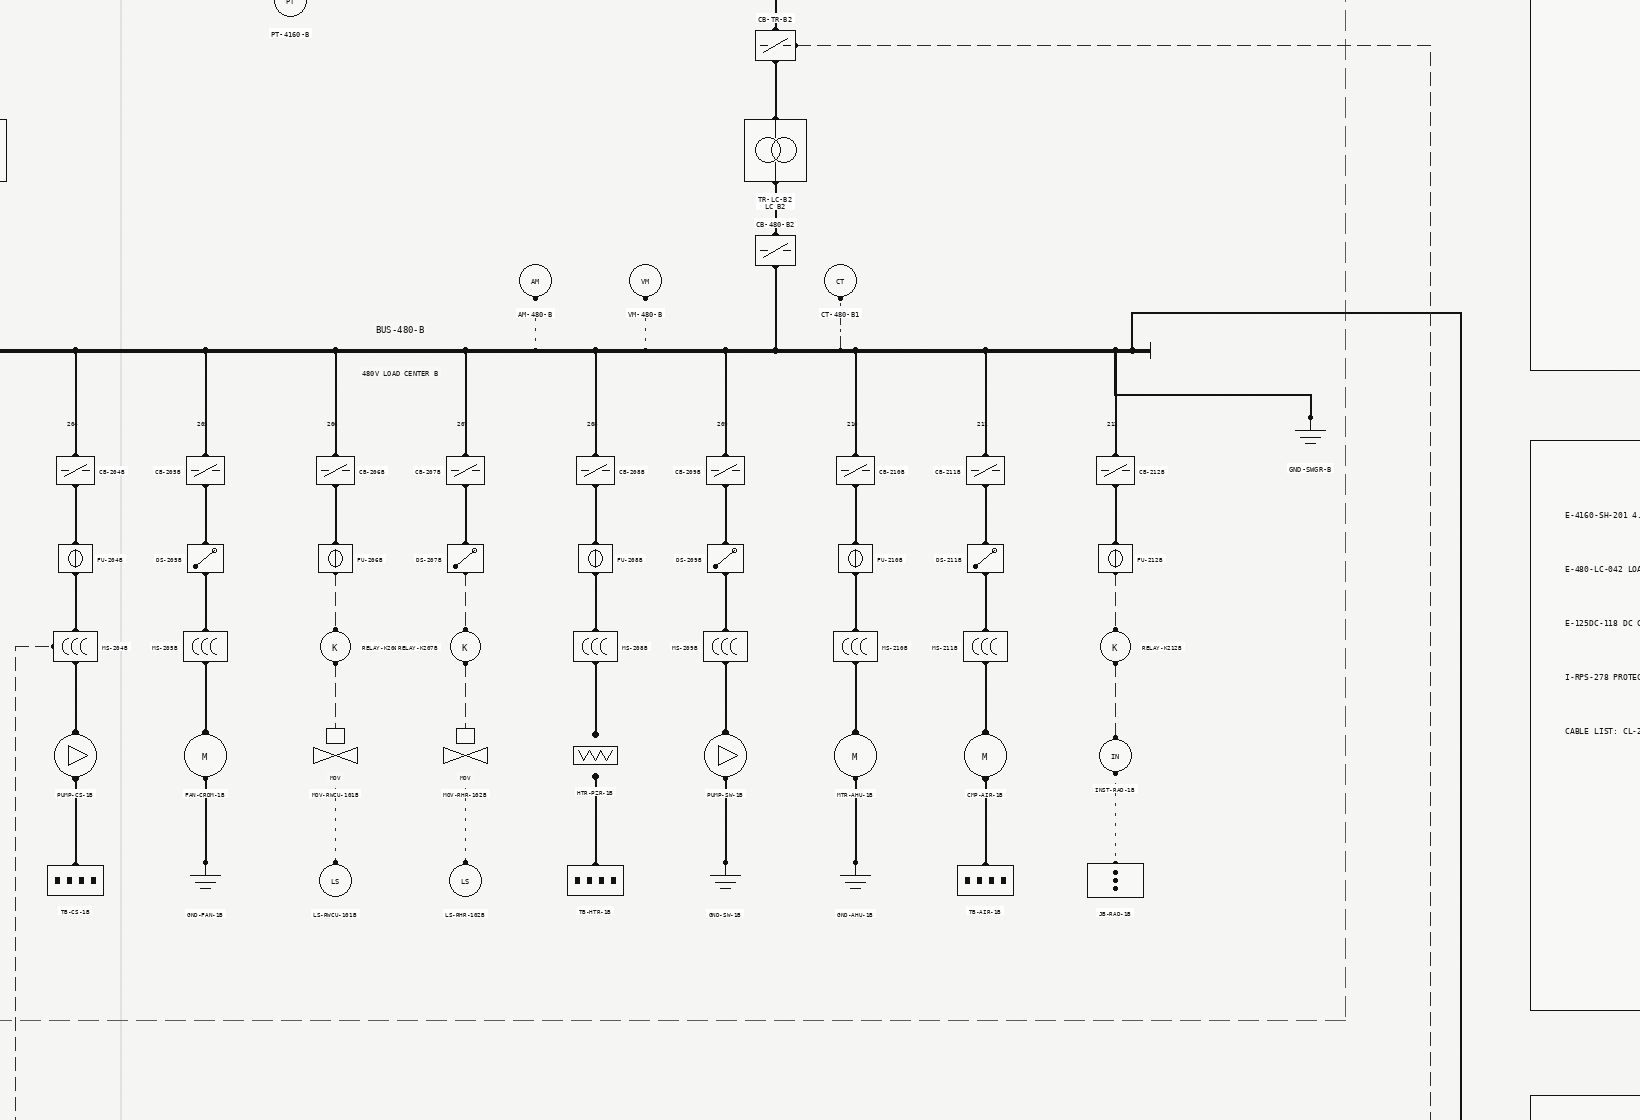 PT
PT-4160-B
CB-TR-B2
TR-LC-B2
LC B2
CB-480-B2
AM
VM
CT
AM-480-B
VM-480-B
CT-480-B1
BUS-480-B
480V LOAD CENTER B
CB-204B
CB-205B
CB-206B
CB-207B
CB-208B
CB-209B
CB-210B
CB-211B
CB-212B
GND-SWGR-B
FU-204B
DS-205B
FU-206B
DS-207B
FU-208B
DS-209B
FU-210B
DS-211B
FU-212B
MS-204B
MS-205B
K
RELAY-K207B
K
MS-208B
MS-209B
MS-210B
MS-211B
K
RELAY-K212B
M
M
M
IN
MOV
MOV
PUMP-CS-1B
FAN-CRDM-1B
MOV-RWCU-101B
MOV-RHR-102B
HTR-PZR-1B
PUMP-SW-1B
MTR-AHU-1B
CMP-AIR-1B
INST-RAD-1B
LS
LS
TB-CS-1B
GND-FAN-1B
LS-RWCU-101B
LS-RHR-102B
TB-HTR-1B
GND-SW-1B
GND-AHU-1B
TB-AIR-1B
JB-RAD-1B
E-4160-SH-201 4.
E-480-LC-042
E-125DC-118 DC
I-RPS-278
CABLE LIST: